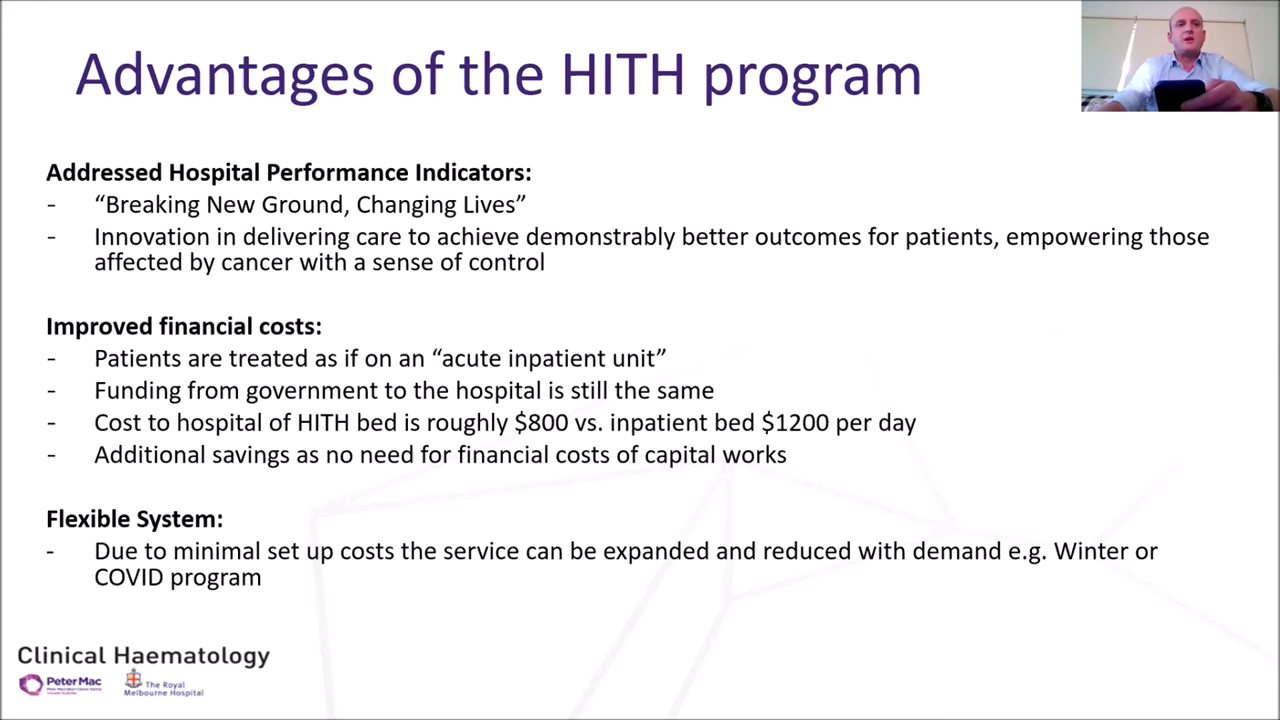 Advantages of the HITH program
Addressed Hospital Performance Indicators:
- “Breaking New Ground, Changing Lives”
- Innovation in delivering care to achieve demonstrably better outcomes for patients, empowering those
affected by cancer with a sense of control
Improved financial costs:
- Patients are treated as if on an “acute inpatient unit”
- Funding from government to the hospital is still the same
- Cost to hospital of HITH bed is roughly $800 vs. inpatient bed $1200 per day
- Additional savings as no need for financial costs of capital works
Flexible System:
- Due to minimal set up costs the service can be expanded and reduced with demand e.g. Winter or
COVID program
Clinical Haematology
Peter Mac
The Royal
Melbourne Hospital